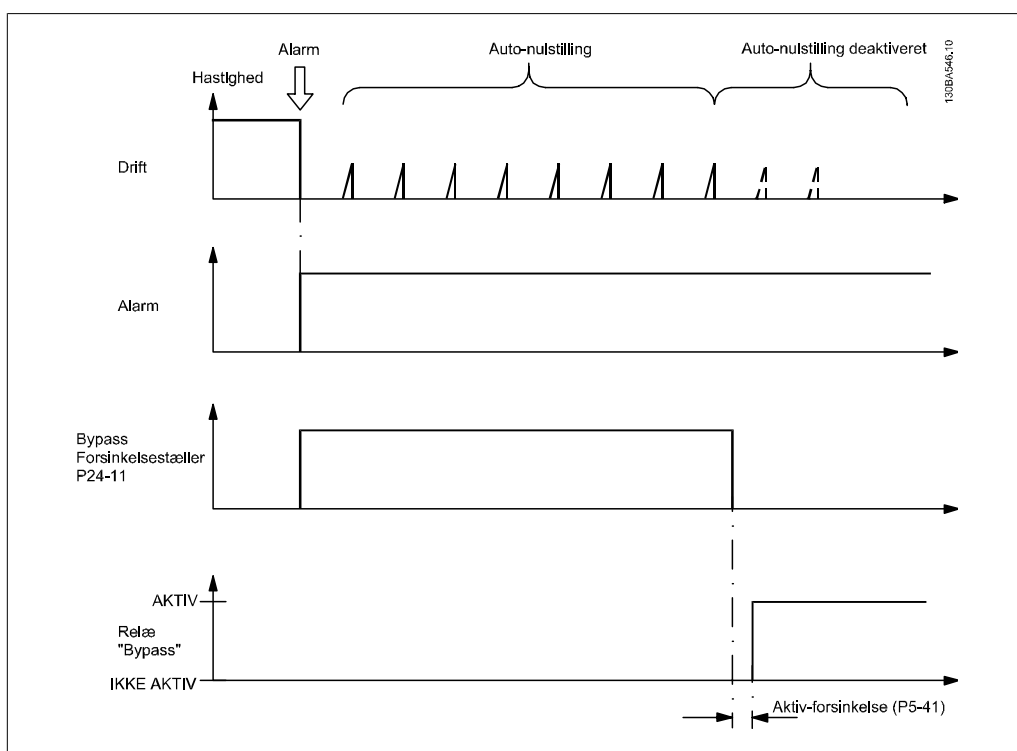 Alarm
Auto-nulstilling
Auto-nulstilling deaktiveret
130BA546.10
Hastighed
Drift
Alarm
Bypass
Forsinkelsestæller
P24-11
AKTIV
Relæ
"Bypass"
IKKE AKTIV
Aktiv-forsinkelse (P5-41)